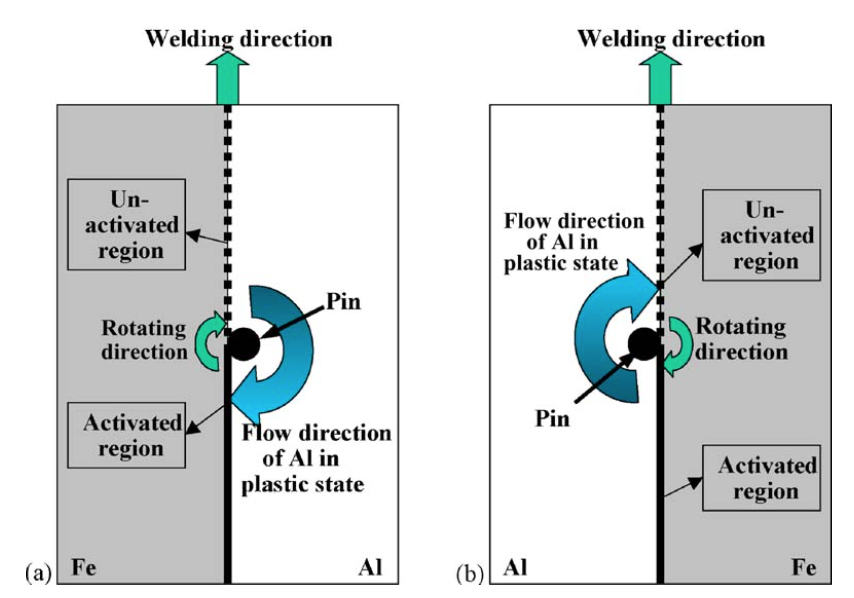 Welding direction
Un-
activated
region
Pin
Rotating
direction
Activated
region
Flow direction
of Al in
plastic state
(a)
Fe
Al
Welding direction
Flow direction
of Al in
plastic state
Un-
activated
region
Rotating
direction
Pin
Activated
region
(b)
Al
Fe